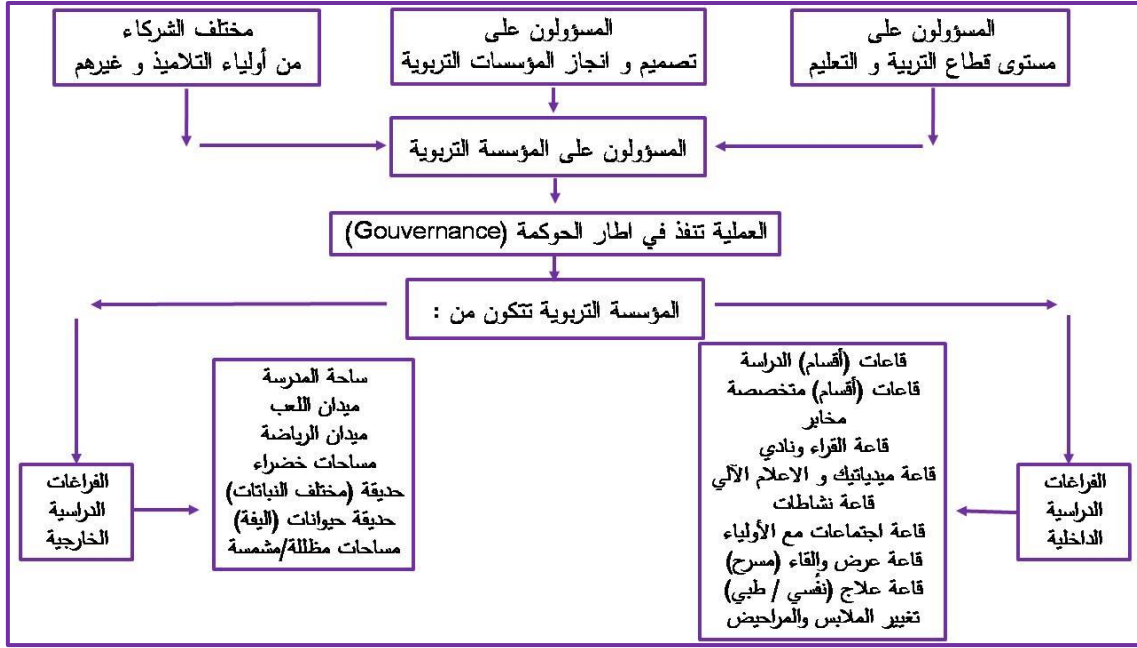 المسؤولون على
مستوى قطاع التربية و التعليم
المسؤولون على
تصميم و انجاز المؤسسات التربوية
مختلف الشركاء
من أولياء التلاميذ و غيرهم
المسؤولون على المؤسسة التربوية
العملية تتفذ في اطار الحوكمة (Gouvernance)
المؤسسة التربوية تتكون من :
قاعات (أقسام) الدراسة
قاعات (أقسام) متخصصة
مخابر
قاعة القراء ونادي
قاعة ميدياتيك و الاعلام الآلي
قاعة نشاطات
قاعة اجتماعات مع الأولياء
قاعة عرض والقاء (مسرح)
قاعة علاج (نفسي / طبي)
تغيير الملابس والمراحيض
الفراغات
الدراسية
الداخلية
ساحة المدرسة
ميدان اللعب
ميدان الرياضة
مساحات خضراء
حديقة (مختلف النباتات)
حديقة حيوانات (اليفة)
مساحات مظللة/مشمسة
الفراغات
الدراسية
الخارجية